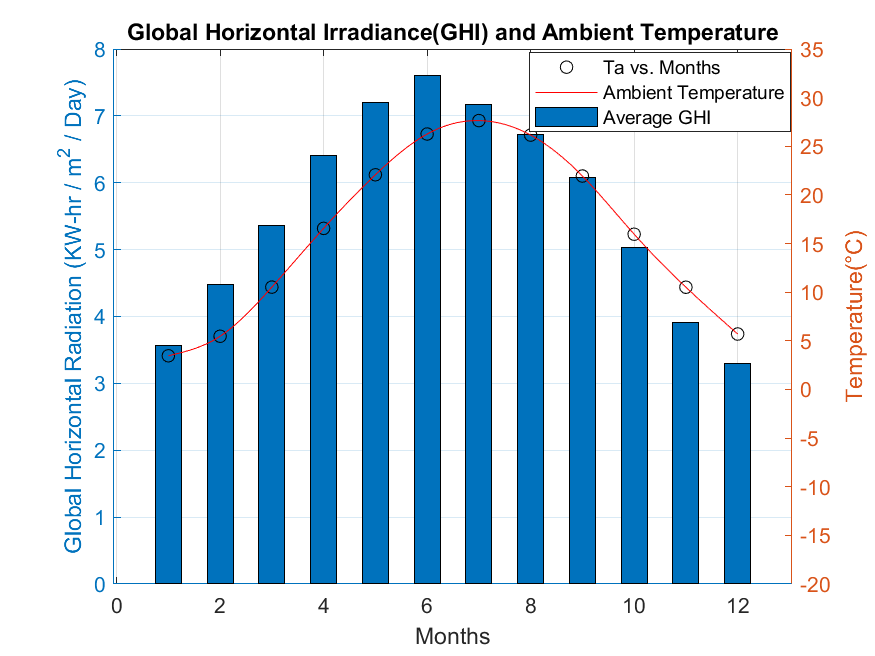 Global Horizontal Irradiance(GHI) and Ambient Temperature
Ta vs. Months
Ambient Temperature
Average GHI
Global Horizontal Radiation (KW-hr / m² / Day)
8
7
6
5
4
3
2
1
0
35
30
25
20
15
10
5
0
-5
-10
-15
-20
Temperature(°C)
0 2 4 6 8 10 12
Months